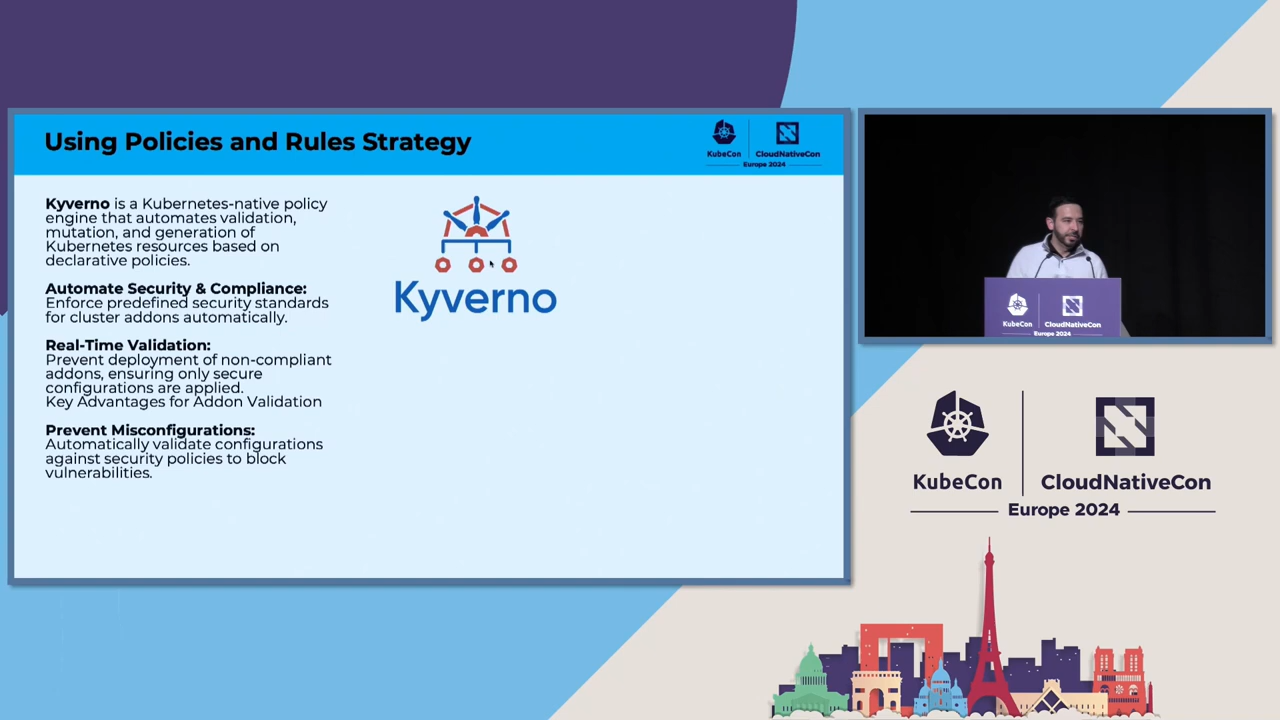 Using Policies and Rules Strategy
KubeCon
CloudNativeCon
Europe 2024
Kyverno is a Kubernetes-native policy
engine that automates validation,
mutation, and generation of
Kubernetes resources based on
declarative policies.
Automate Security & Compliance:
Enforce predefined security standards
for cluster addons automatically.
Real-Time Validation:
Prevent deployment of non-compliant
addons, ensuring only secure
configurations are applied.
Key Advantages for Addon Validation
Prevent Misconfigurations:
Automatically validate configurations
against security policies to block
vulnerabilities.
Kyverno
KubeCon
CloudNativeCon
Europe 2024
KubeCon
CloudNativeCon
Europe 2024